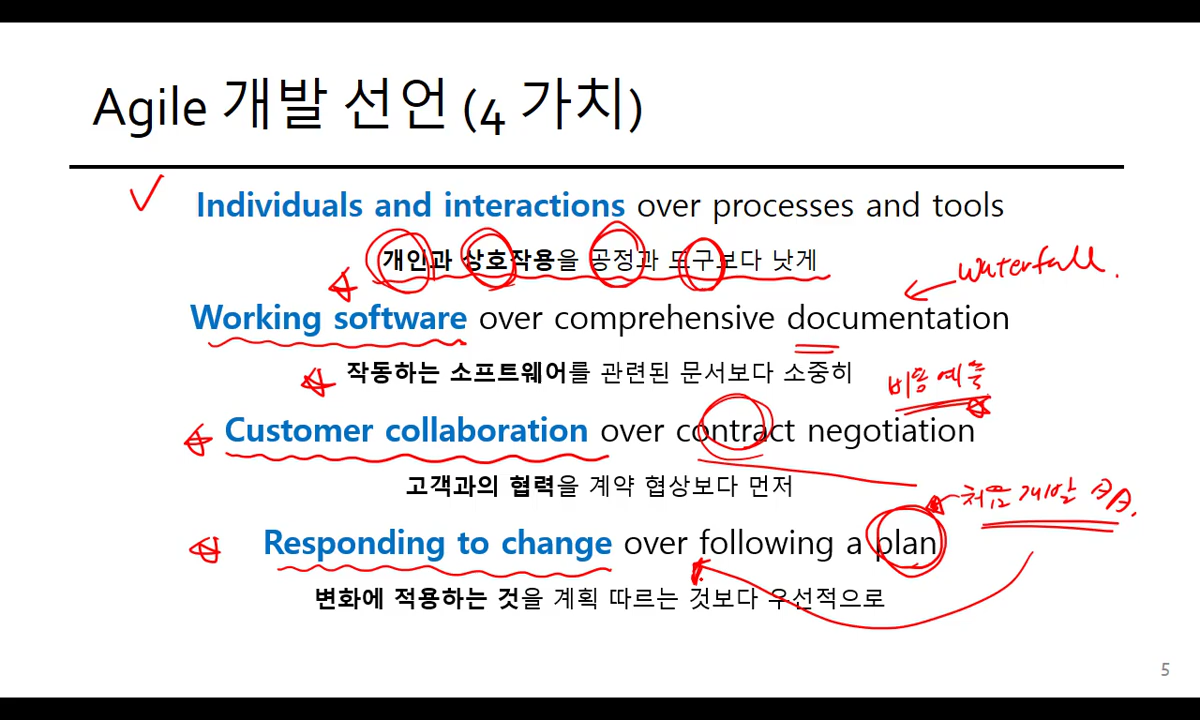 Agile 개발 선언 (4 가치)
Individuals and interactions over processes and tools
개인과 상호작용을 공정과 도구보다 낫게
Waterfall.
Working software over comprehensive documentation
작동하는 소프트웨어를 관련된 문서보다 소중히
비용 예측
Customer collaboration over contract negotiation
고객과의 협력을 계약 협상보다 먼저
처음 개발
Responding to change over following a plan
변화에 적용하는 것을 계획 따르는 것보다 우선적으로
5